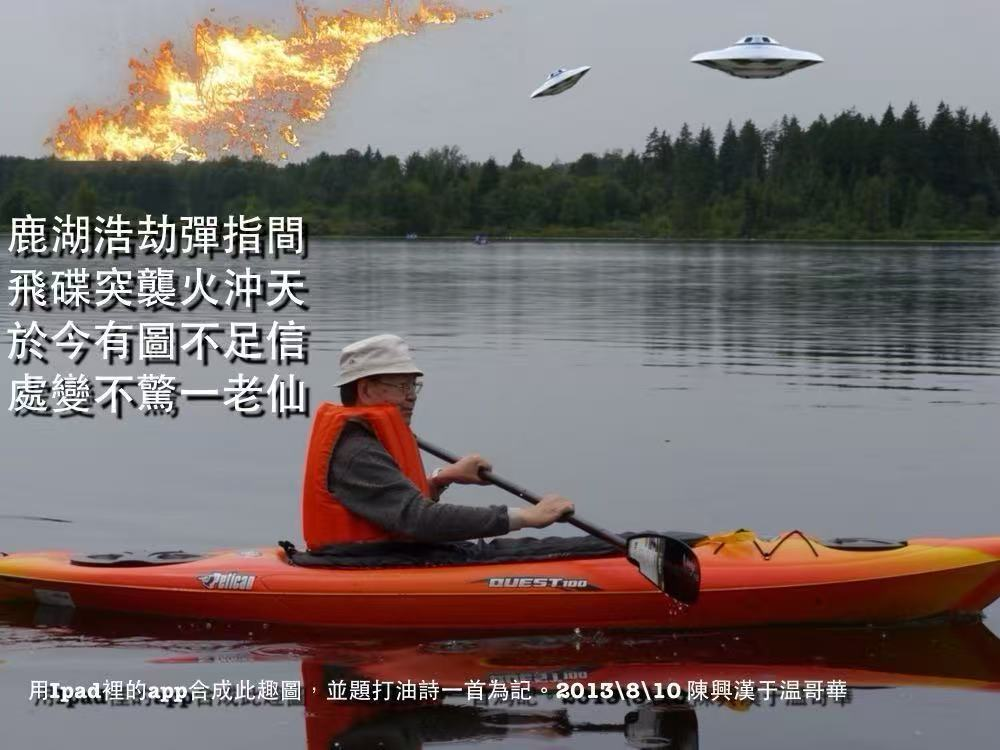 鹿湖浩劫彈指間
飛碟突襲火沖天
於今有圖不足信
處變不驚一老仙
Pelican
QUEST100
用Ipad裡的app合成此趣圖，並題打油詩一首為記。2013\8\10 陳興漢于温哥華